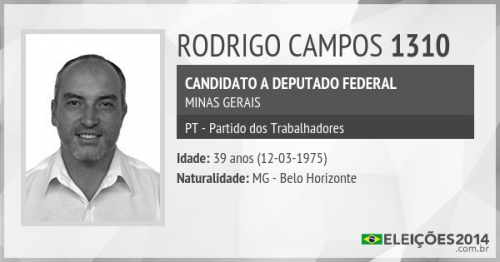 RODRIGO CAMPOS 1310
CANDIDATO A DEPUTADO FEDERAL
MINAS GERAIS
PT - Partido dos Trabalhadores
Idade: 39 anos (12-03-1975)
Naturalidade: MG - Belo Horizonte
ELEIÇÕES2014
.com.br